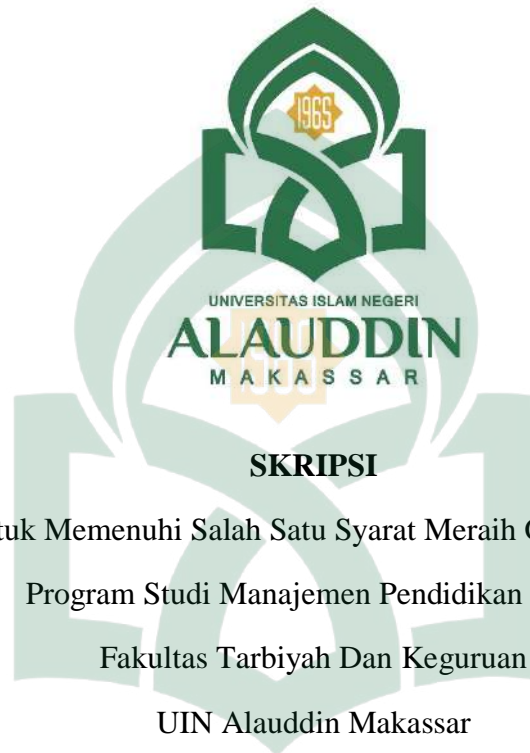 1965
UNIVERSITAS ISLAM NEGERI
ALAUDDIN
MAKASSAR
SKRIPSI
tuk Memenuhi Salah Satu Syarat Meraih
Program Studi Manajemen Pendidikan
Fakultas Tarbiyah Dan Keguruan
UIN Alauddin Makassar